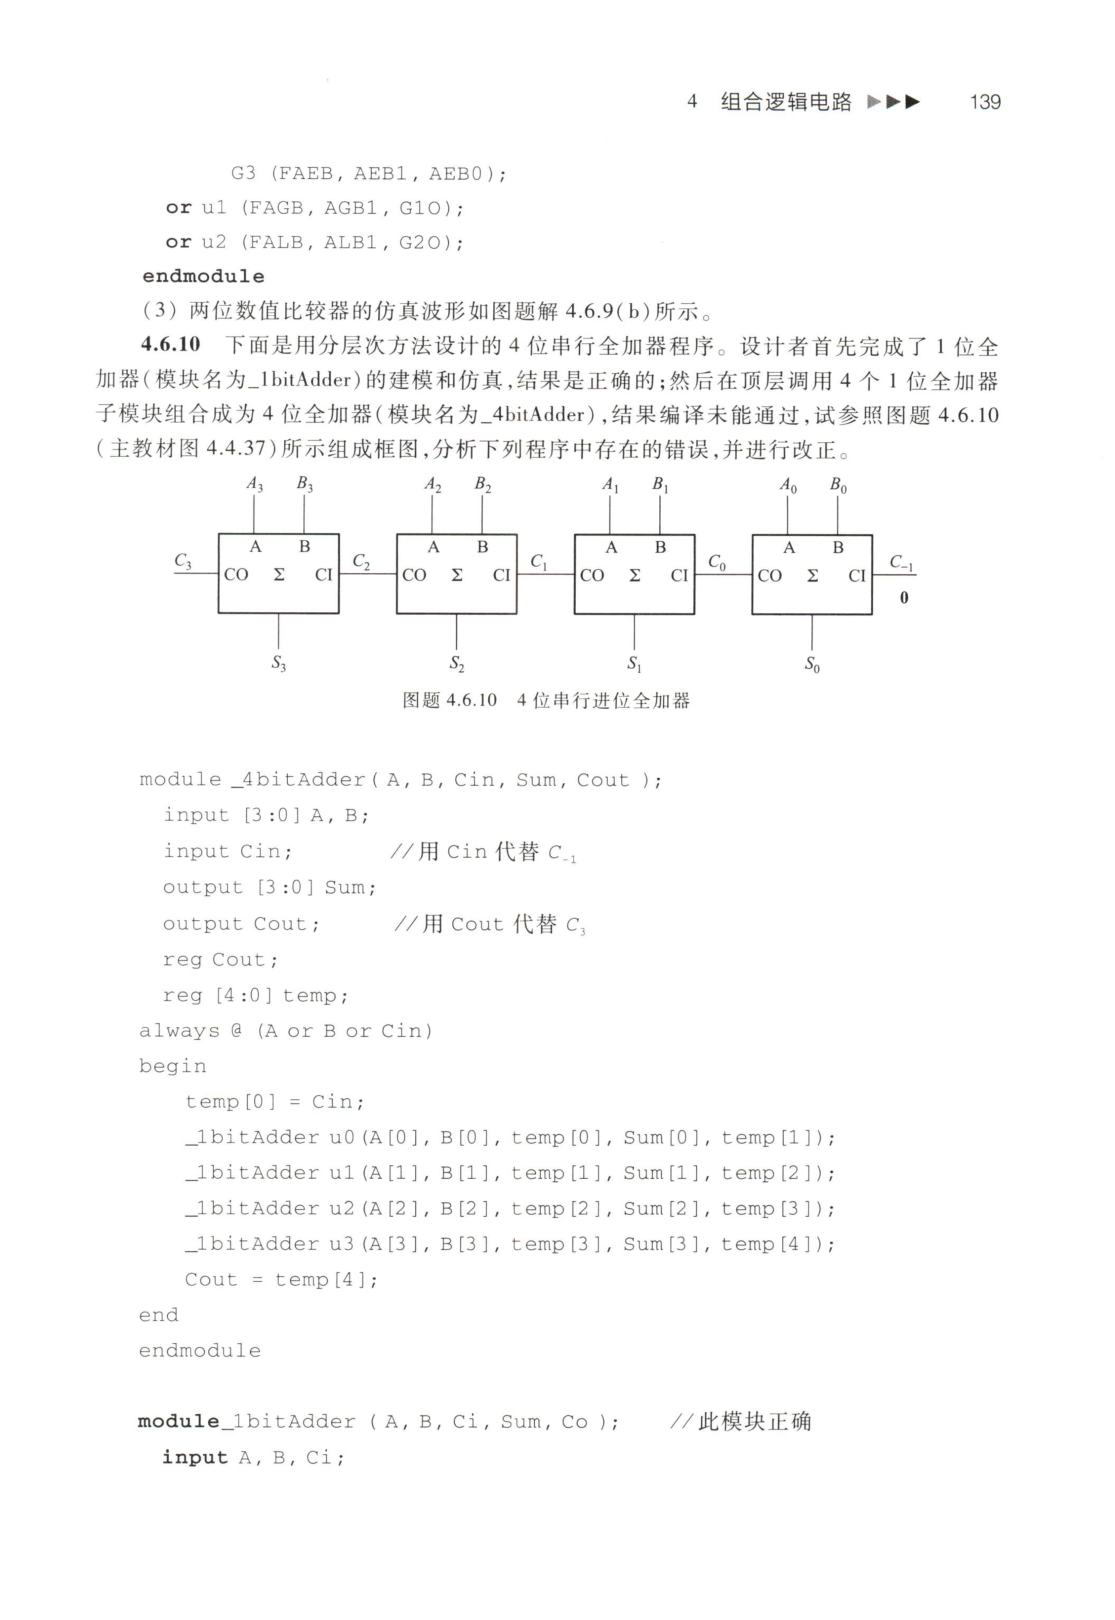 4 组合逻辑电路 ▶▶▶ 139
G3 (FAEB, AEB1, AEB0);
or u1 (FAGB, AGB1, G1O);
or u2 (FALB, ALB1, G2O);
endmodule
(3) 两位数值比较器的仿真波形如图题解 4.6.9(b)所示。
4.6.10 下面是用分层次方法设计的 4 位串行全加器程序。设计者首先完成了 1 位全
加器(模块名为_1bitAdder)的建模和仿真,结果是正确的;然后在顶层调用 4 个 1 位全加器
子模块组合成为 4 位全加器(模块名为_4bitAdder),结果编译未能通过,试参照图题 4.6.10
(主教材图 4.4.37)所示组成框图,分析下列程序中存在的错误,并进行改正。
A3 B3 A2 B2 A1 B1 A0 B0
A B A B A B A B
C3 C2 C1 C0 C-1
CO Σ CI CO Σ CI CO Σ CI CO Σ CI
0
S3 S2 S1 S0
图题 4.6.10 4 位串行进位全加器
module _4bitAdder( A, B, Cin, Sum, Cout );
input [3:0] A, B;
input Cin; //用 Cin 代替 C-1
output [3:0] Sum;
output Cout; //用 Cout 代替 C3
reg Cout;
reg [4:0] temp;
always @ (A or B or Cin)
begin
temp[0] = Cin;
_1bitAdder u0(A[0], B[0], temp[0], Sum[0], temp[1]);
_1bitAdder u1(A[1], B[1], temp[1], Sum[1], temp[2]);
_1bitAdder u2(A[2], B[2], temp[2], Sum[2], temp[3]);
_1bitAdder u3(A[3], B[3], temp[3], Sum[3], temp[4]);
Cout = temp[4];
end
endmodule
module_1bitAdder ( A, B, Ci, Sum, Co ); //此模块正确
input A, B, Ci;